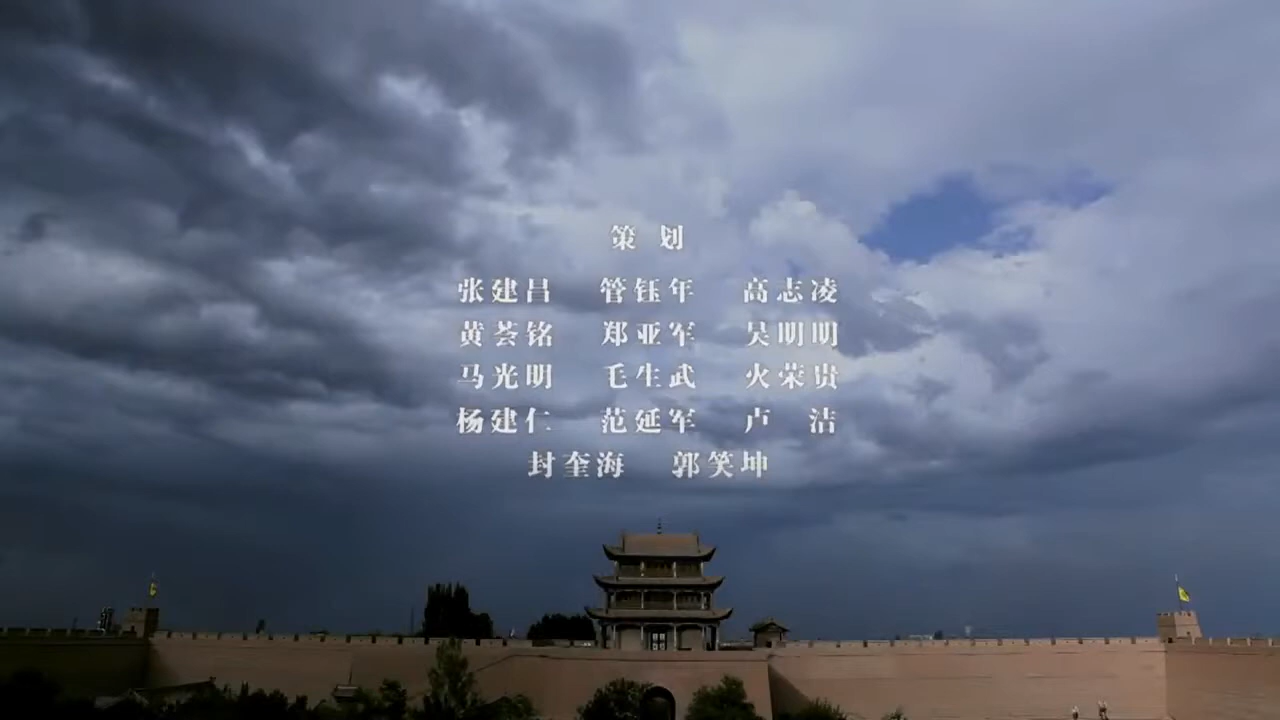 策 划
张建昌 管钰年 高志凌
黄荟铭 郑亚军 吴明明
马光明 毛生武 火荣贵
杨建仁 范延军 卢 洁
封奎海 郭笑坤